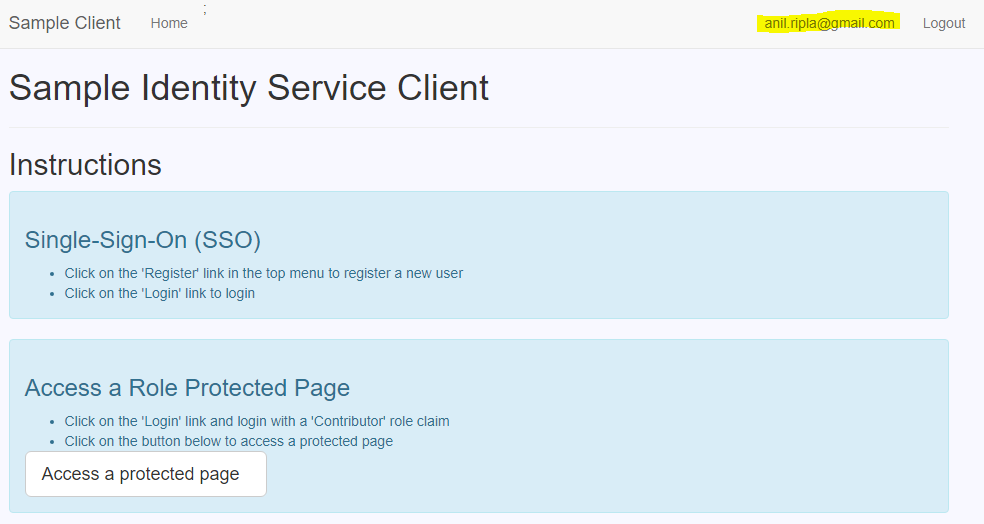 Sample Client Home ; anil.ripla@gmail.com Logout
Sample Identity Service Client
Instructions
Single-Sign-On (SSO)
• Click on the 'Register' link in the top menu to register a new user
• Click on the 'Login' link to login
Access a Role Protected Page
• Click on the 'Login' link and login with a 'Contributor' role claim
• Click on the button below to access a protected page
Access a protected page